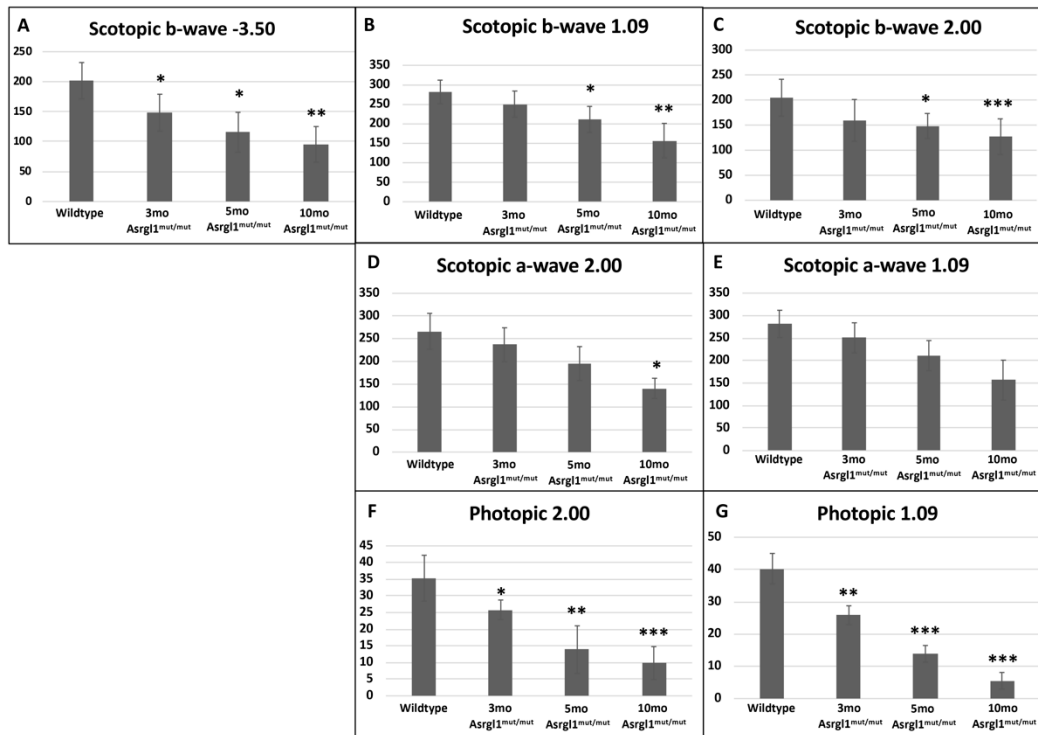 A
Scotopic b-wave -3.50
250
200
150
100
50
0
*
*
**
Wildtype 3mo 5mo 10mo
Asrgl1mut/mut Asrgl1mut/mut Asrgl1mut/mut
B
Scotopic b-wave 1.09
350
300
250
200
150
100
50
0
*
**
Wildtype 3mo 5mo 10mo
Asrgl1mut/mut Asrgl1mut/mut Asrgl1mut/mut
C
Scotopic b-wave 2.00
300
250
200
150
100
50
0
*
***
Wildtype 3mo 5mo 10mo
Asrgl1mut/mut Asrgl1mut/mut Asrgl1mut/mut
D
Scotopic a-wave 2.00
350
300
250
200
150
100
50
0
*
Wildtype 3mo 5mo 10mo
Asrgl1mut/mut Asrgl1mut/mut Asrgl1mut/mut
E
Scotopic a-wave 1.09
350
300
250
200
150
100
50
0
Wildtype 3mo 5mo 10mo
Asrgl1mut/mut Asrgl1mut/mut Asrgl1mut/mut
F
Photopic 2.00
45
40
35
30
25
20
15
10
5
0
*
**
***
Wildtype 3mo 5mo 10mo
Asrgl1mut/mut Asrgl1mut/mut Asrgl1mut/mut
G
Photopic 1.09
40
30
20
10
0
**
***
***
Wildtype 3mo 5mo 10mo
Asrgl1mut/mut Asrgl1mut/mut Asrgl1mut/mut